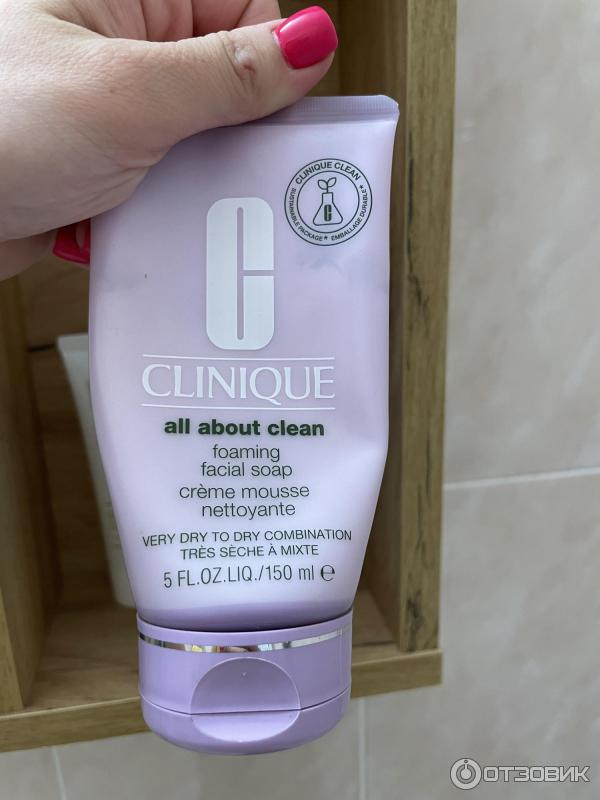 CLINIQUE CLEAN
SUSTAINABLE PACKAGE* EMBALLAGE DURABLE*
C
C
CLINIQUE
all about clean
foaming
facial soap
crème mousse
nettoyante
VERY DRY TO DRY COMBINATION
TRÈS SÈCHE À MIXTE
5 FL.OZ.LIQ./150 ml ℮
ОТЗОВИК